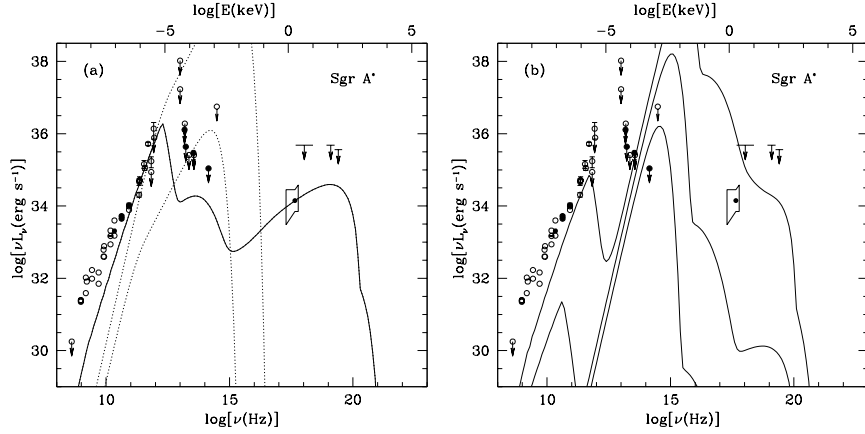 log[E(keV)]
log[E(keV)]
−5 0 5
−5 0 5
(a)
Sgr A*
(b)
Sgr A*
38
36
34
32
30
38
36
34
32
30
log[νLν(erg s⁻¹)]
log[νLν(erg s⁻¹)]
10 15 20
10 15 20
log[ν(Hz)]
log[ν(Hz)]